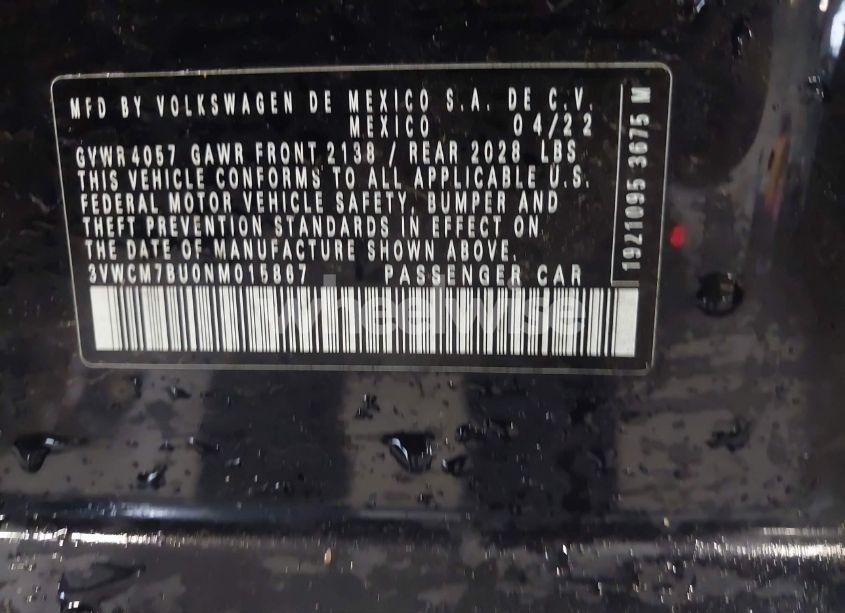 MFD BY VOLKSWAGEN DE MEXICO S.A. DE C.V.
MEXICO 04/22
GVWR 4057 GAWR FRONT 2138 / REAR 2028 LBS
THIS VEHICLE CONFORMS TO ALL APPLICABLE U.S.
FEDERAL MOTOR VEHICLE SAFETY, BUMPER AND
THEFT PREVENTION STANDARDS IN EFFECT ON
THE DATE OF MANUFACTURE SHOWN ABOVE.
3VWCM7BU0NM015867 PASSENGER CAR
1921095 3675 M
wheelwise